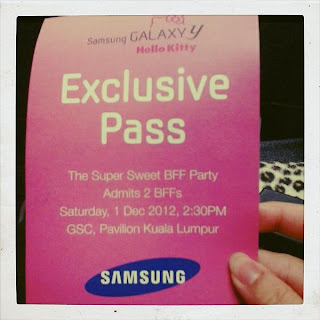 Samsung GALAXY y
Hello Kitty
Exclusive
Pass
The Super Sweet BFF Party
Admits 2 BFFs
Saturday, 1 Dec 2012, 2:30PM
GSC, Pavilion Kuala Lumpur
SAMSUNG